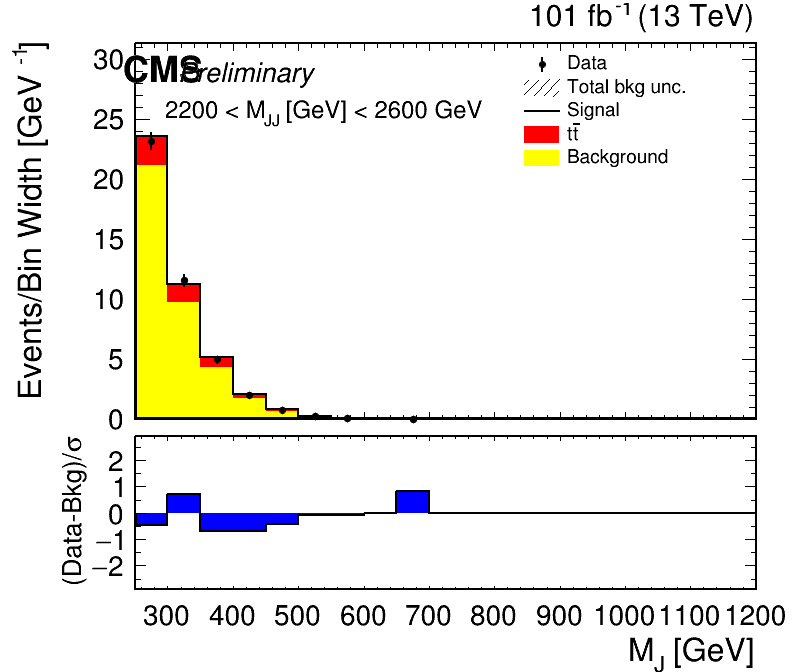 101 fb⁻¹ (13 TeV)
CMS Preliminary
2200 < M_JJ [GeV] < 2600 GeV
Data
Total bkg unc.
Signal
tt̄
Background
Events/Bin Width [GeV⁻¹]
30
25
20
15
10
5
0
(Data-Bkg)/σ
2
1
0
−1
−2
300 400 500 600 700 800 900 1000 1100 1200
M_J [GeV]